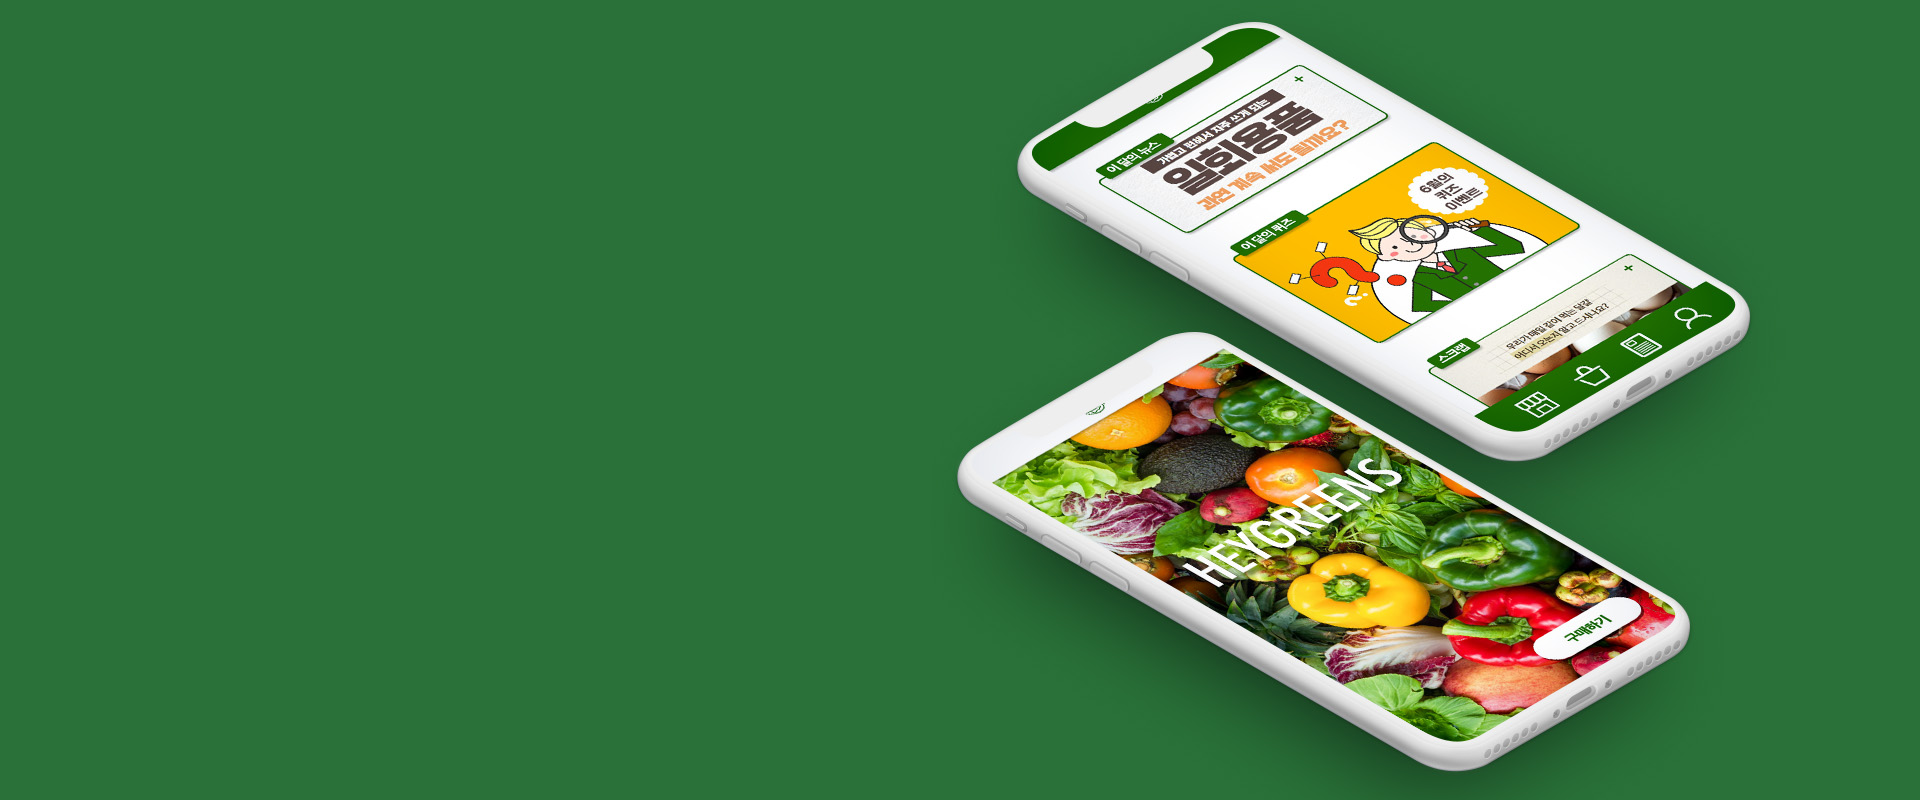 이 달의 뉴스
가볍고 편해서 자주 쓰게 되는
일회용품
과연 계속 써도 될까요?
이 달의 퀴즈
6월의
퀴즈
이벤트
스크랩
우리가 매일 같이 먹는 달걀
어디서 오는지 알고 드시나요?
HEYGREENS
구매하기